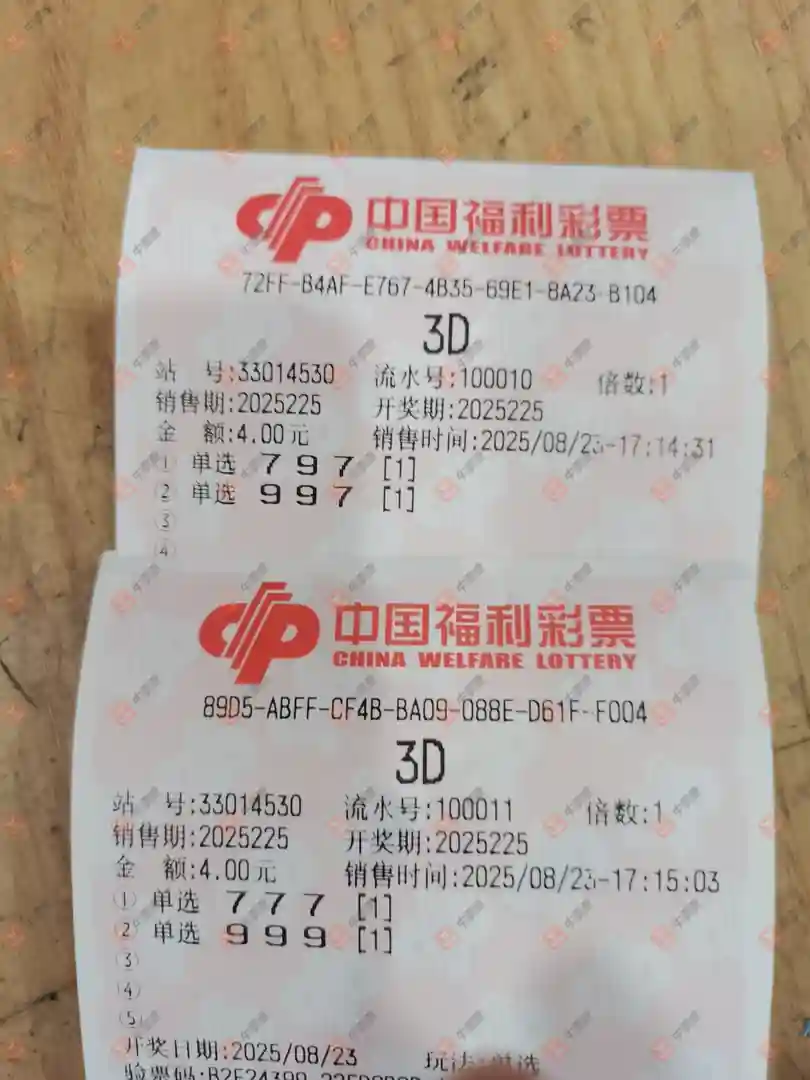 中国福利彩票
CHINA WELFARE LOTTERY
72FF-B4AF-E767-4B35-69E1-8A23-B104
3D
站 号:33014530 流水号:100010 倍数:1
销售期:2025225 开奖期:2025225
金 额:4.00元 销售时间:2025/08/23-17:14:31
① 单选 7 9 7 [1]
② 单选 9 9 7 [1]
③
④
中国福利彩票
CHINA WELFARE LOTTERY
89D5-ABFF-CF4B-BA09-088E-D61F-F004
3D
站 号:33014530 流水号:100011 倍数:1
销售期:2025225 开奖期:2025225
金 额:4.00元 销售时间:2025/08/23-17:15:03
① 单选 7 7 7 [1]
② 单选 9 9 9 [1]
③
④
⑤
开奖日期:2025/08/23 玩法:单选
验票码: